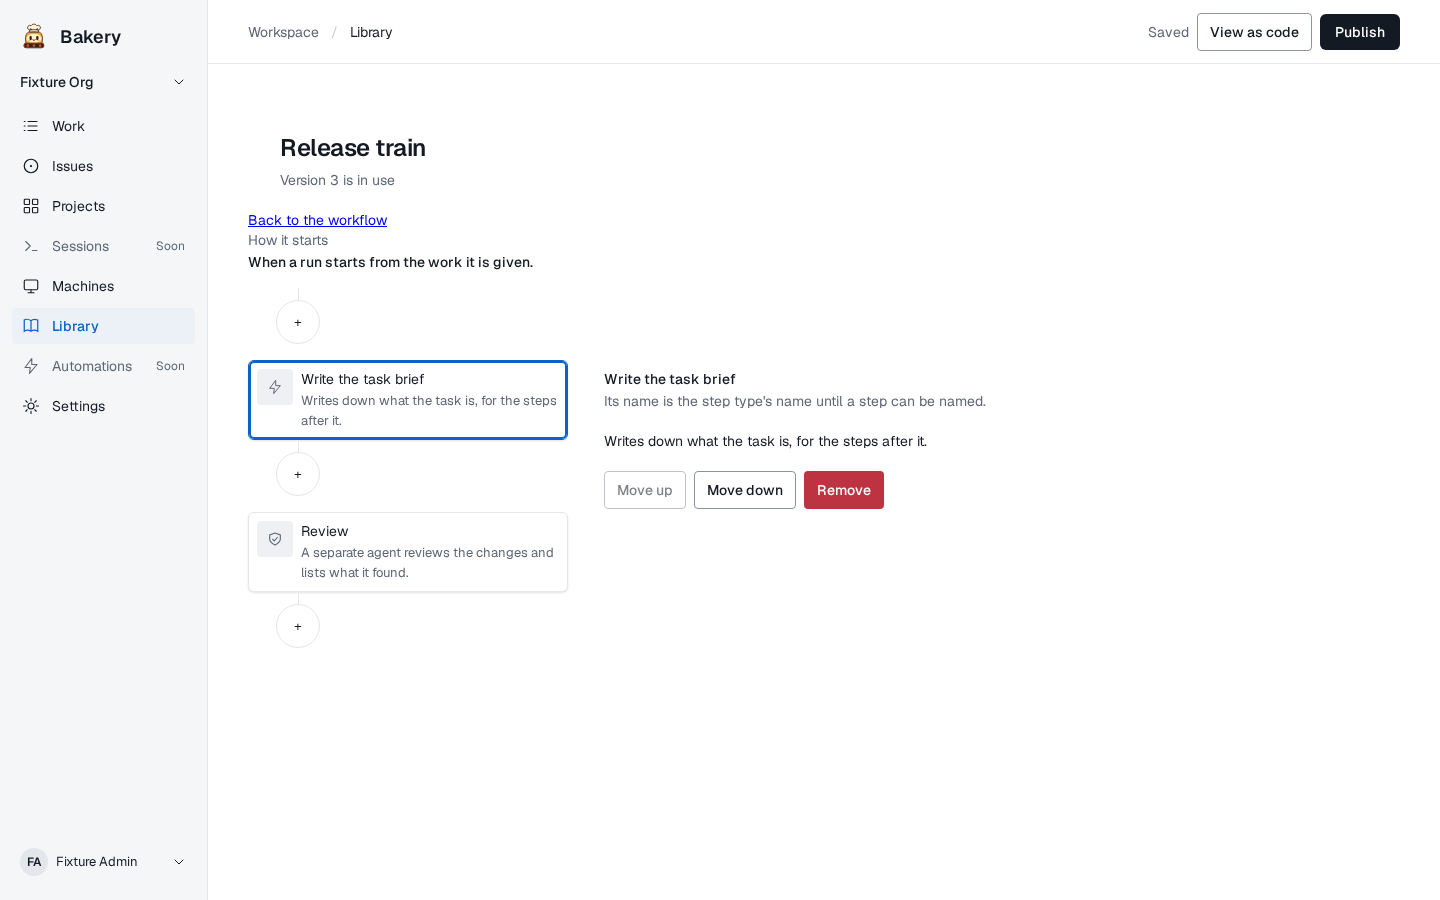 Bakery
Fixture Org
Work
Issues
Projects
Sessions Soon
Machines
Library
Automations Soon
Settings
FA Fixture Admin
Workspace / Library
Saved View as code Publish
Release train
Version 3 is in use
Back to the workflow
How it starts
When a run starts from the work it is given.
+
Write the task brief
Writes down what the task is, for the steps
after it.
+
Review
A separate agent reviews the changes and
lists what it found.
+
Write the task brief
Its name is the step type's name until a step can be named.
Writes down what the task is, for the steps after it.
Move up Move down Remove